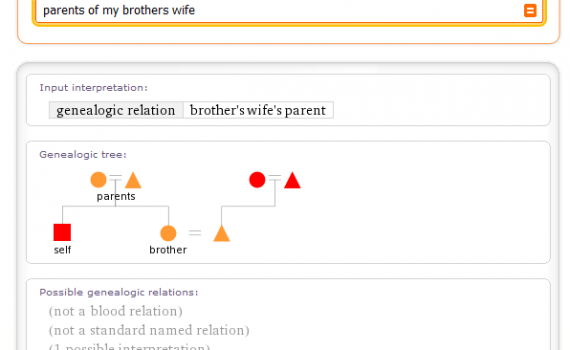 parents of my brothers wife
Input interpretation:
genealogic relation brother's wife's parent
Genealogic tree:
parents
self brother
Possible genealogic relations:
(not a blood relation)
(not a standard named relation)
(1 possible interpretation)